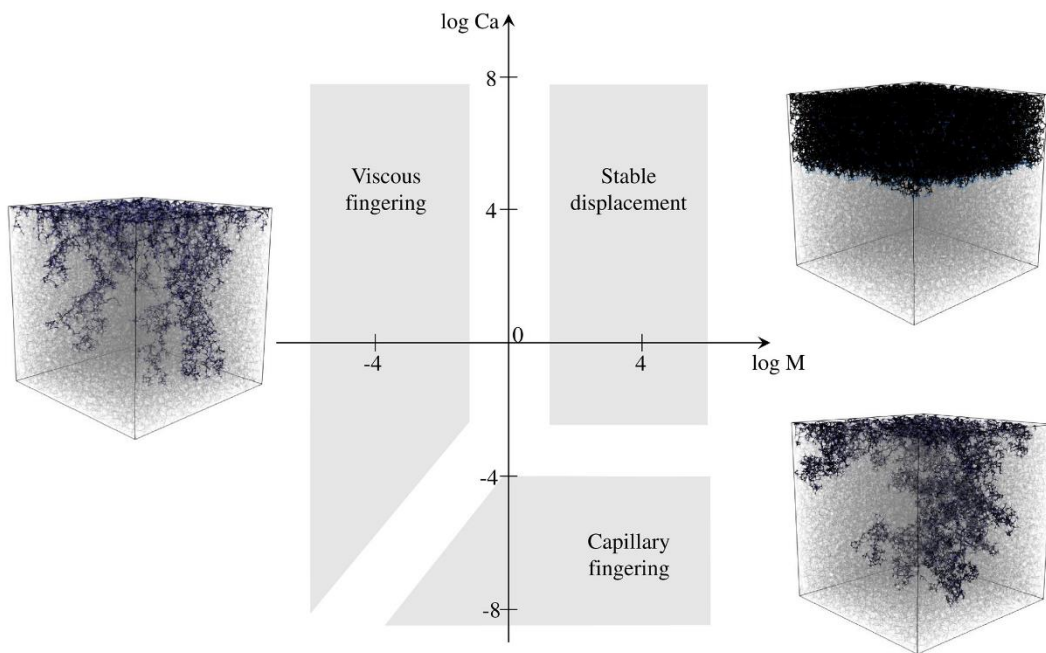 log Ca
8
Viscous
fingering
Stable
displacement
4
0
-4
4
log M
-4
Capillary
fingering
-8